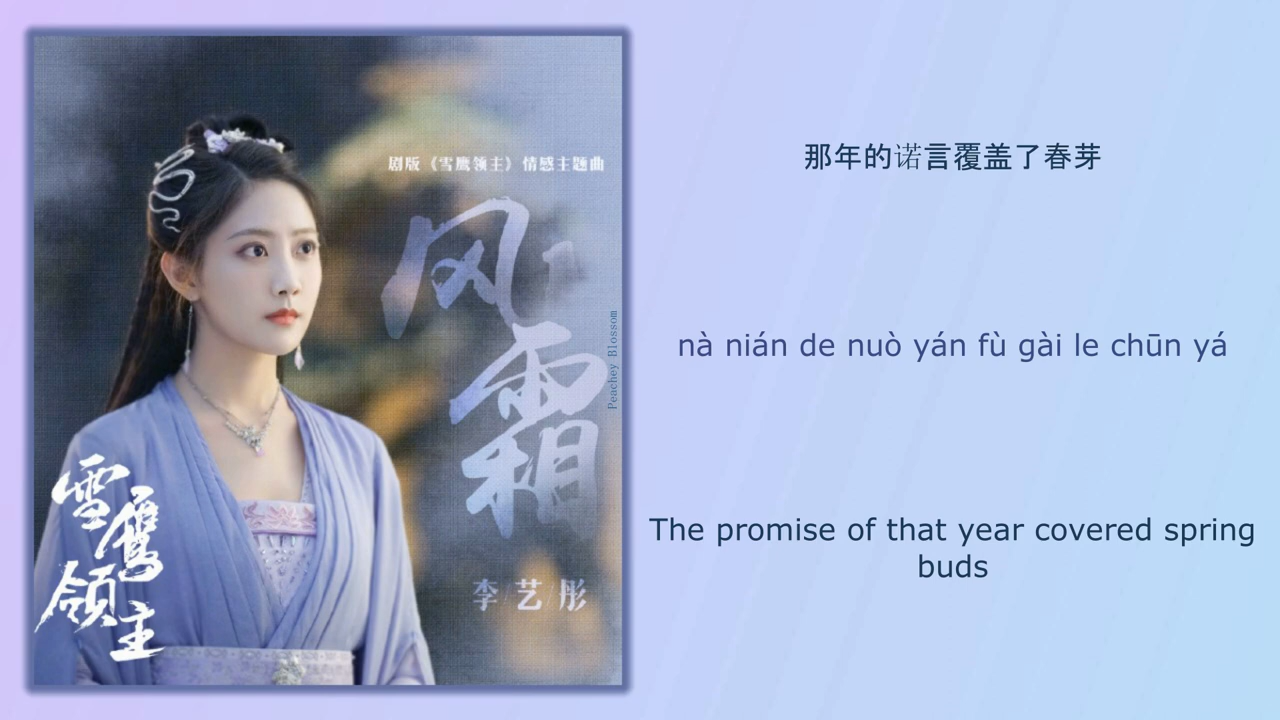 剧版《雪鹰领主》情感主题曲
风霜
Peachey Blossom
李/艺/彤
雪鹰领主
那年的诺言覆盖了春芽
nà nián de nuò yán fù gài le chūn yá
The promise of that year covered spring
buds